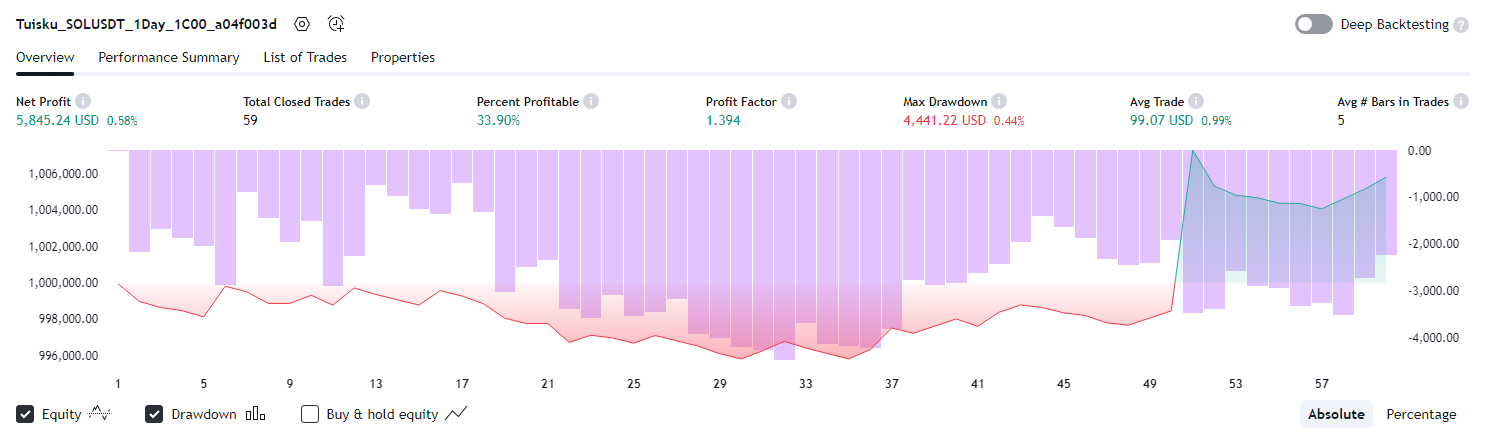 Tuisku_SOLUSDT_1Day_1C00_a04f003d
Deep Backtesting ?
Overview Performance Summary List of Trades Properties
Net Profit i Total Closed Trades i Percent Profitable i Profit Factor i Max Drawdown i Avg Trade i Avg # Bars in Trades i
5,845.24 USD 0.58% 59 33.90% 1.394 4,441.22 USD 0.44% 99.07 USD 0.99% 5
0.00
1,006,000.00
-1,000.00
1,004,000.00
1,002,000.00 -2,000.00
1,000,000.00 -3,000.00
998,000.00
-4,000.00
996,000.00
1 5 9 13 17 21 25 29 33 37 41 45 49 53 57
Equity Drawdown Buy & hold equity Absolute Percentage